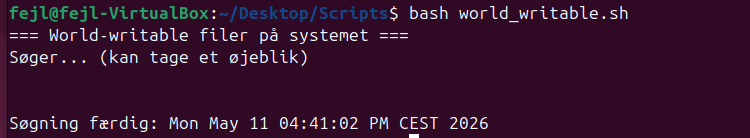 fejl@fejl-VirtualBox:~/Desktop/Scripts$ bash world_writable.sh
=== World-writable filer på systemet ===
Søger... (kan tage et øjeblik)
Søgning færdig: Mon May 11 04:41:02 PM CEST 2026